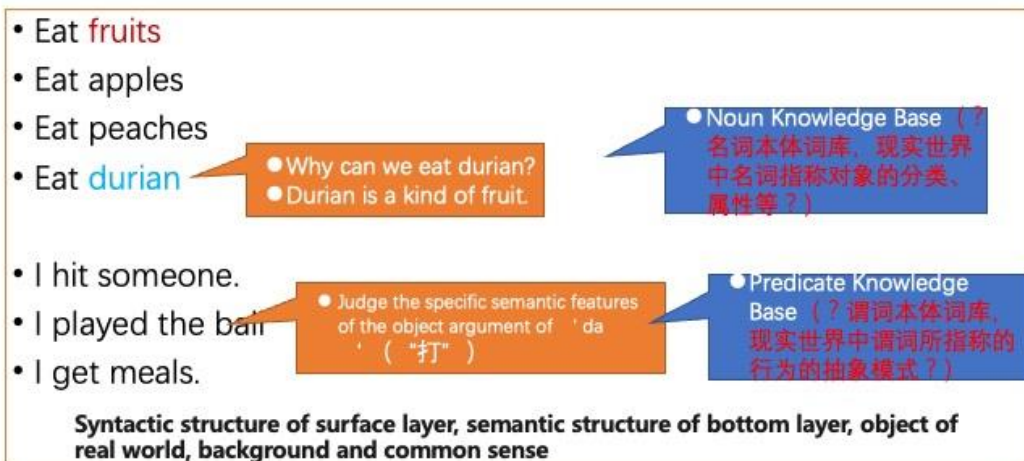 • Eat fruits
• Eat apples
• Eat peaches
• Eat durian
● Why can we eat durian?
● Durian is a kind of fruit.
● Noun Knowledge Base（？
名词本体词库，现实世界
中名词指称对象的分类、
属性等？）
• I hit someone.
• I played the ball
• I get meals.
● Judge the specific semantic features
of the object argument of ‘da
‘（“打”）
● Predicate Knowledge
Base（？谓词本体词库，
现实世界中谓词所指称的
行为的抽象模式？）
Syntactic structure of surface layer, semantic structure of bottom layer, object of
real world, background and common sense